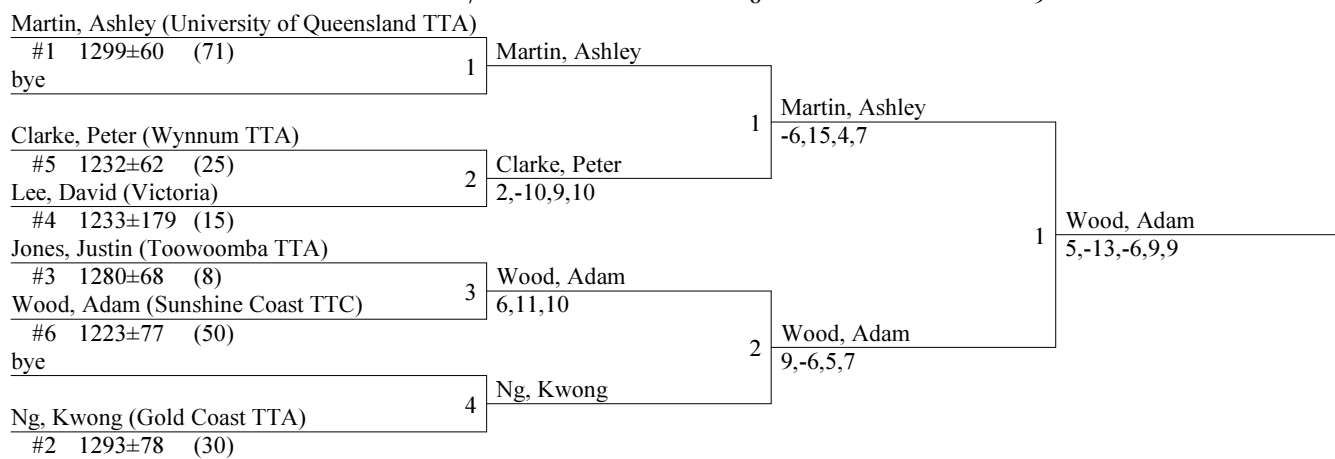 Martin, Ashley (University of Queensland TTA)
#1 1299±60 (71)
bye
1
Martin, Ashley
Clarke, Peter (Wynnum TTA)
#5 1232±62 (25)
Lee, David (Victoria)
#4 1233±179 (15)
2
Clarke, Peter
2,-10,9,10
1
Martin, Ashley
-6,15,4,7
Jones, Justin (Toowoomba TTA)
#3 1280±68 (8)
Wood, Adam (Sunshine Coast TTC)
#6 1223±77 (50)
3
Wood, Adam
6,11,10
bye
Ng, Kwong (Gold Coast TTA)
#2 1293±78 (30)
4
Ng, Kwong
2
Wood, Adam
9,-6,5,7
1
Wood, Adam
5,-13,-6,9,9